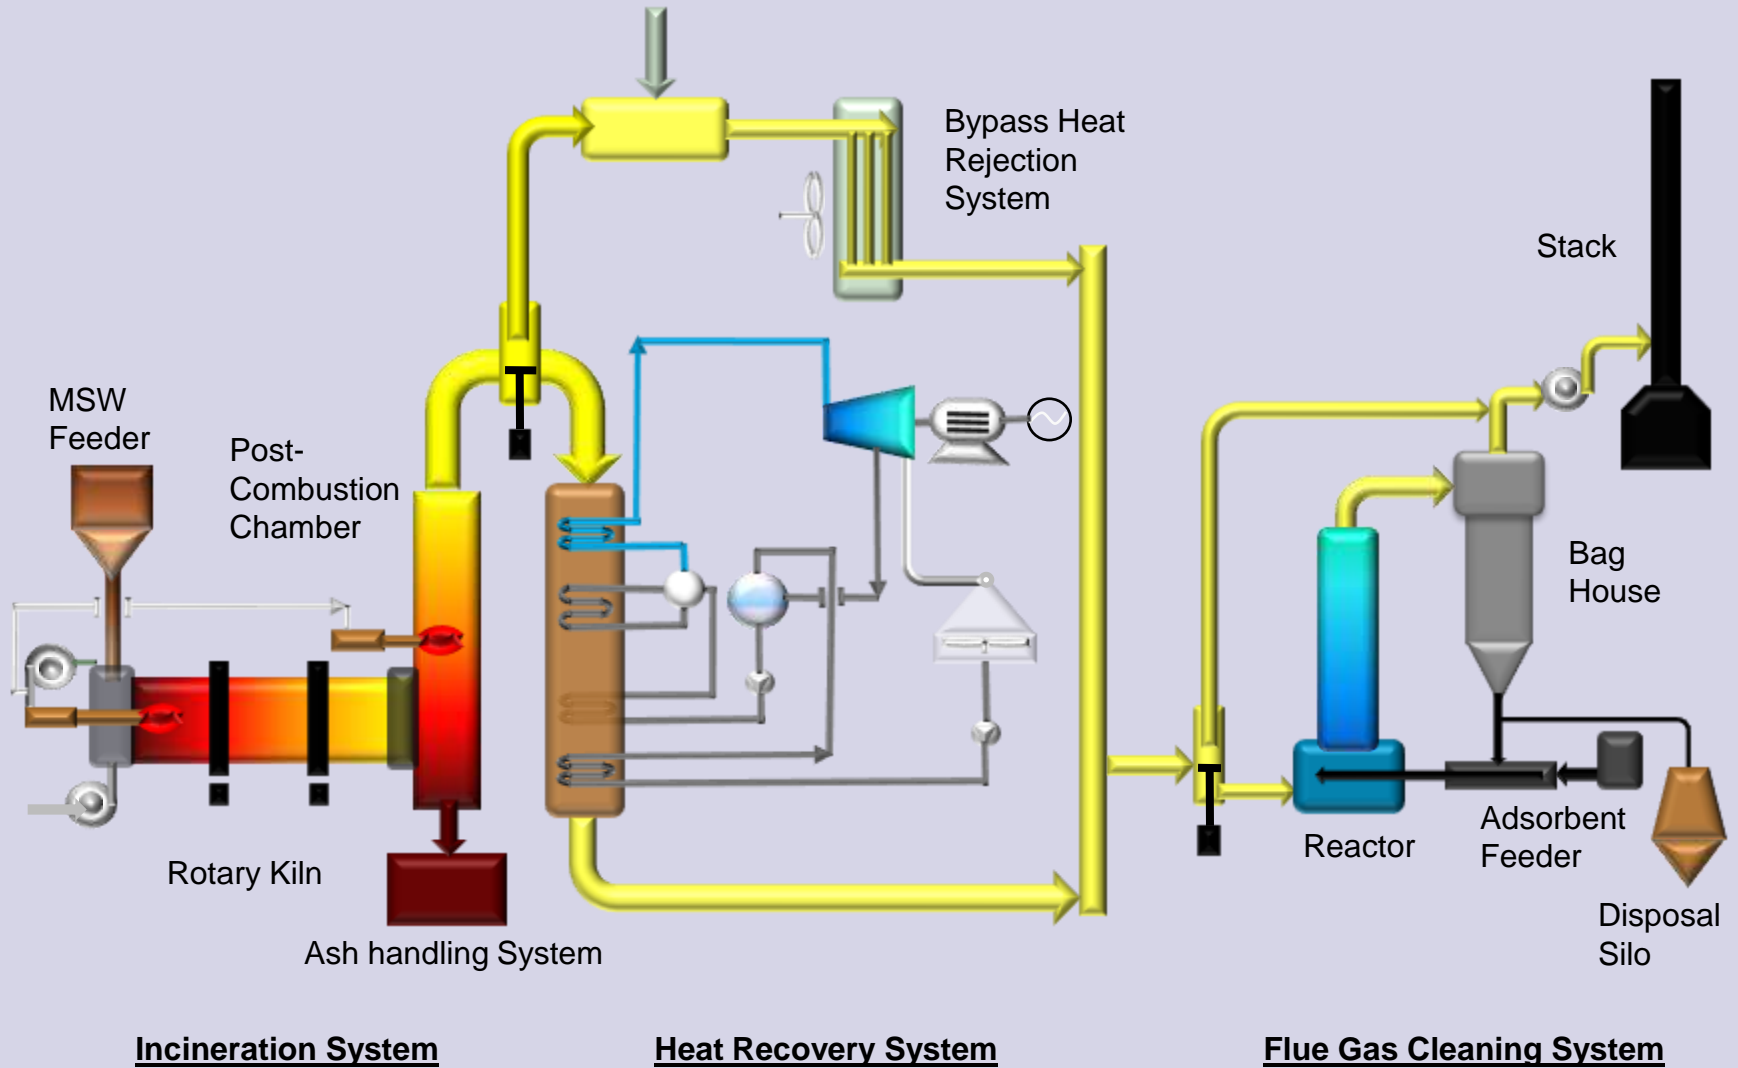 Bypass Heat
Rejection
System
Stack
MSW
Feeder
Post-
Combustion
Chamber
Bag
House
Rotary Kiln
Reactor
Adsorbent
Feeder
Ash handling System
Disposal
Silo
Incineration System
Heat Recovery System
Flue Gas Cleaning System